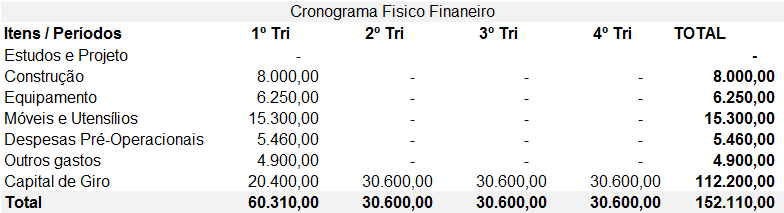 Cronograma Fisico Finaneiro
Itens / Períodos 1º Tri 2º Tri 3º Tri 4º Tri TOTAL
Estudos e Projeto - -
Construção 8.000,00 - - - 8.000,00
Equipamento 6.250,00 - - - 6.250,00
Móveis e Utensílios 15.300,00 - - - 15.300,00
Despesas Pré-Operacionais 5.460,00 - - - 5.460,00
Outros gastos 4.900,00 - - - 4.900,00
Capital de Giro 20.400,00 30.600,00 30.600,00 30.600,00 112.200,00
Total 60.310,00 30.600,00 30.600,00 30.600,00 152.110,00